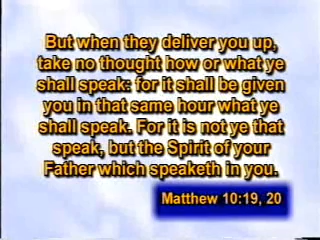 But when they deliver you up,
take no thought how or what ye
shall speak: for it shall be given
you in that same hour what ye
shall speak. For it is not ye that
speak, but the Spirit of your
Father which speaketh in you.
Matthew 10:19, 20